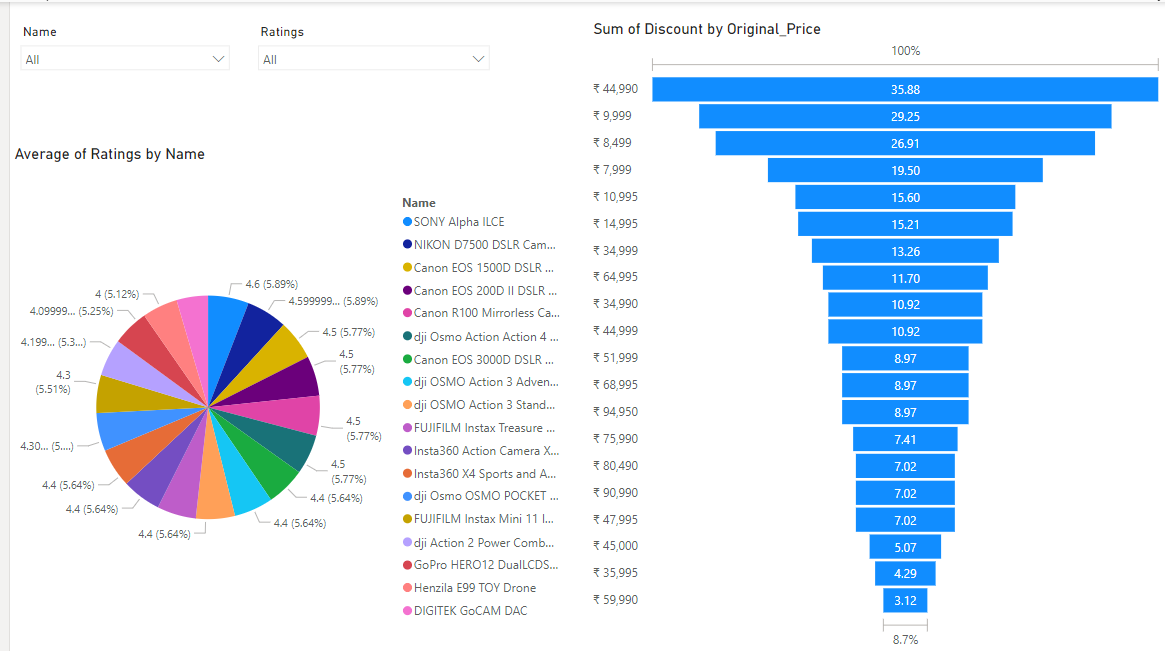 Name
All
Ratings
All
Average of Ratings by Name
4.6 (5.89%)
4.599999... (5.89%)
4.5 (5.77%)
4.5
(5.77%)
4.5
(5.77%)
4.5
(5.77%)
4.4 (5.64%)
4.4 (5.64%)
4.4 (5.64%)
4.4 (5.64%)
4.4 (5.64%)
4.30... (5....)
4.3
(5.51%)
4.199... (5.3...)
4.09999... (5.25%)
4 (5.12%)
Name
SONY Alpha ILCE
NIKON D7500 DSLR Cam...
Canon EOS 1500D DSLR ...
Canon EOS 200D II DSLR ...
Canon R100 Mirrorless Ca...
dji Osmo Action Action 4 ...
Canon EOS 3000D DSLR ...
dji OSMO Action 3 Adven...
dji OSMO Action 3 Stand...
FUJIFILM Instax Treasure ...
Insta360 Action Camera X...
Insta360 X4 Sports and A...
dji Osmo OSMO POCKET ...
FUJIFILM Instax Mini 11 I...
dji Action 2 Power Comb...
GoPro HERO12 DualLCDS...
Henzila E99 TOY Drone
DIGITEK GoCAM DAC
Sum of Discount by Original_Price
100%
₹ 44,990 35.88
₹ 9,999 29.25
₹ 8,499 26.91
₹ 7,999 19.50
₹ 10,995 15.60
₹ 14,995 15.21
₹ 34,999 13.26
₹ 64,995 11.70
₹ 34,990 10.92
₹ 44,999 10.92
₹ 51,999 8.97
₹ 68,995 8.97
₹ 94,950 8.97
₹ 75,990 7.41
₹ 80,490 7.02
₹ 90,990 7.02
₹ 47,995 7.02
₹ 45,000 5.07
₹ 35,995 4.29
₹ 59,990 3.12
8.7%